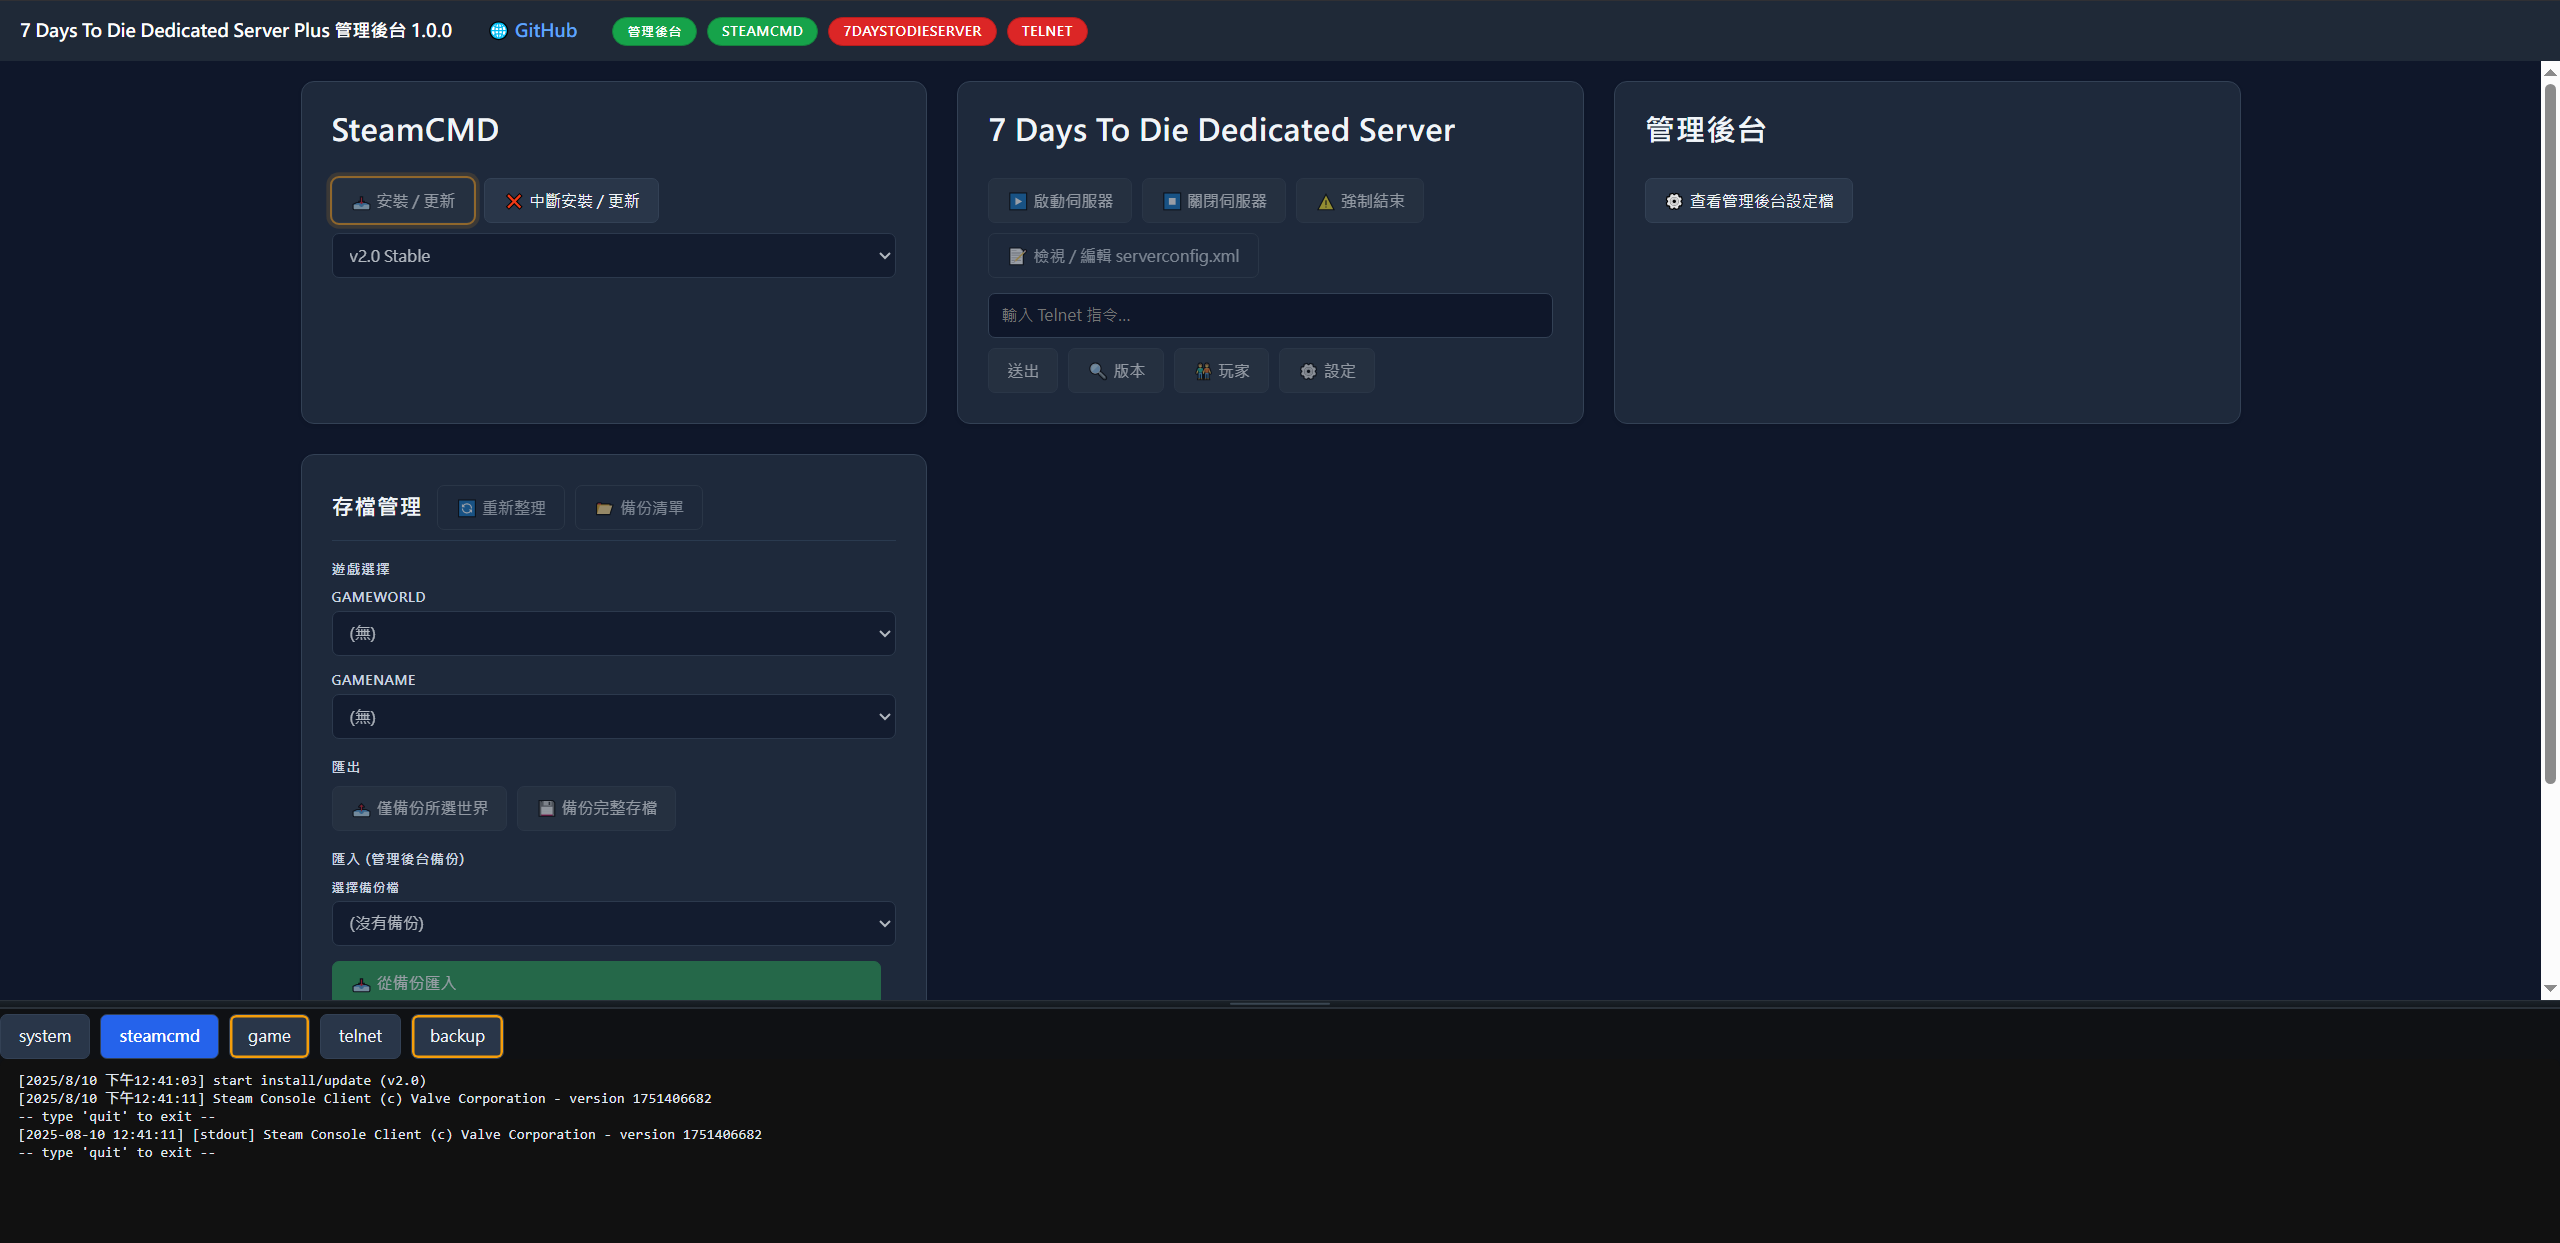 7 Days To Die Dedicated Server Plus 管理後台 1.0.0
GitHub
管理後台
STEAMCMD
7DAYSTODIESERVER
TELNET
SteamCMD
安裝 / 更新
中斷安裝 / 更新
v2.0 Stable
7 Days To Die Dedicated Server
啟動伺服器
關閉伺服器
強制結束
檢視 / 編輯 serverconfig.xml
輸入 Telnet 指令...
送出
版本
玩家
設定
管理後台
查看管理後台設定檔
存檔管理
重新整理
備份清單
遊戲選擇
GAMEWORLD
(無)
GAMENAME
(無)
匯出
僅備份所選世界
備份完整存檔
匯入 (管理後台備份)
選擇備份檔
(沒有備份)
從備份匯入
system
steamcmd
game
telnet
backup
[2025/8/10 下午12:41:03] start install/update (v2.0)
[2025/8/10 下午12:41:11] Steam Console Client (c) Valve Corporation - version 1751406682
-- type 'quit' to exit --
[2025-08-10 12:41:11] [stdout] Steam Console Client (c) Valve Corporation - version 1751406682
-- type 'quit' to exit --